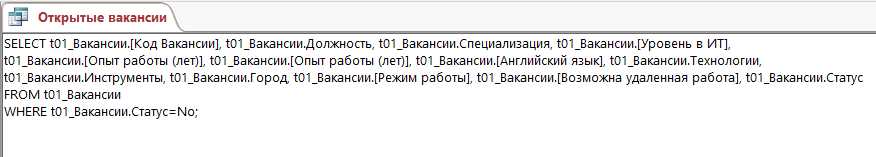 Открытые вакансии
SELECT t01_Вакансии.[Код Вакансии], t01_Вакансии.Должность, t01_Вакансии.Специализация, t01_Вакансии.[Уровень в ИТ],
t01_Вакансии.[Опыт работы (лет)], t01_Вакансии.[Опыт работы (лет)], t01_Вакансии.[Английский язык], t01_Вакансии.Технологии,
t01_Вакансии.Инструменты, t01_Вакансии.Город, t01_Вакансии.[Режим работы], t01_Вакансии.[Возможна удаленная работа], t01_Вакансии.Статус
FROM t01_Вакансии
WHERE t01_Вакансии.Статус=No;